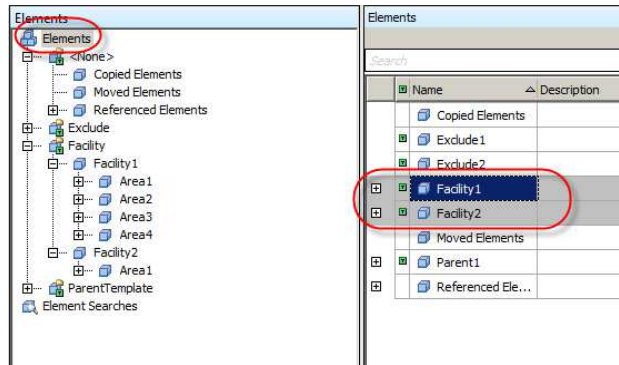 Elements
Elements
<None>
Copied Elements
Moved Elements
Referenced Elements
Exclude
Facility
Facility1
Area1
Area2
Area3
Area4
Facility2
Area1
ParentTemplate
Element Searches
Elements
Search
Name Description
Copied Elements
Exclude1
Exclude2
Facility1
Facility2
Moved Elements
Parent1
Referenced Ele...